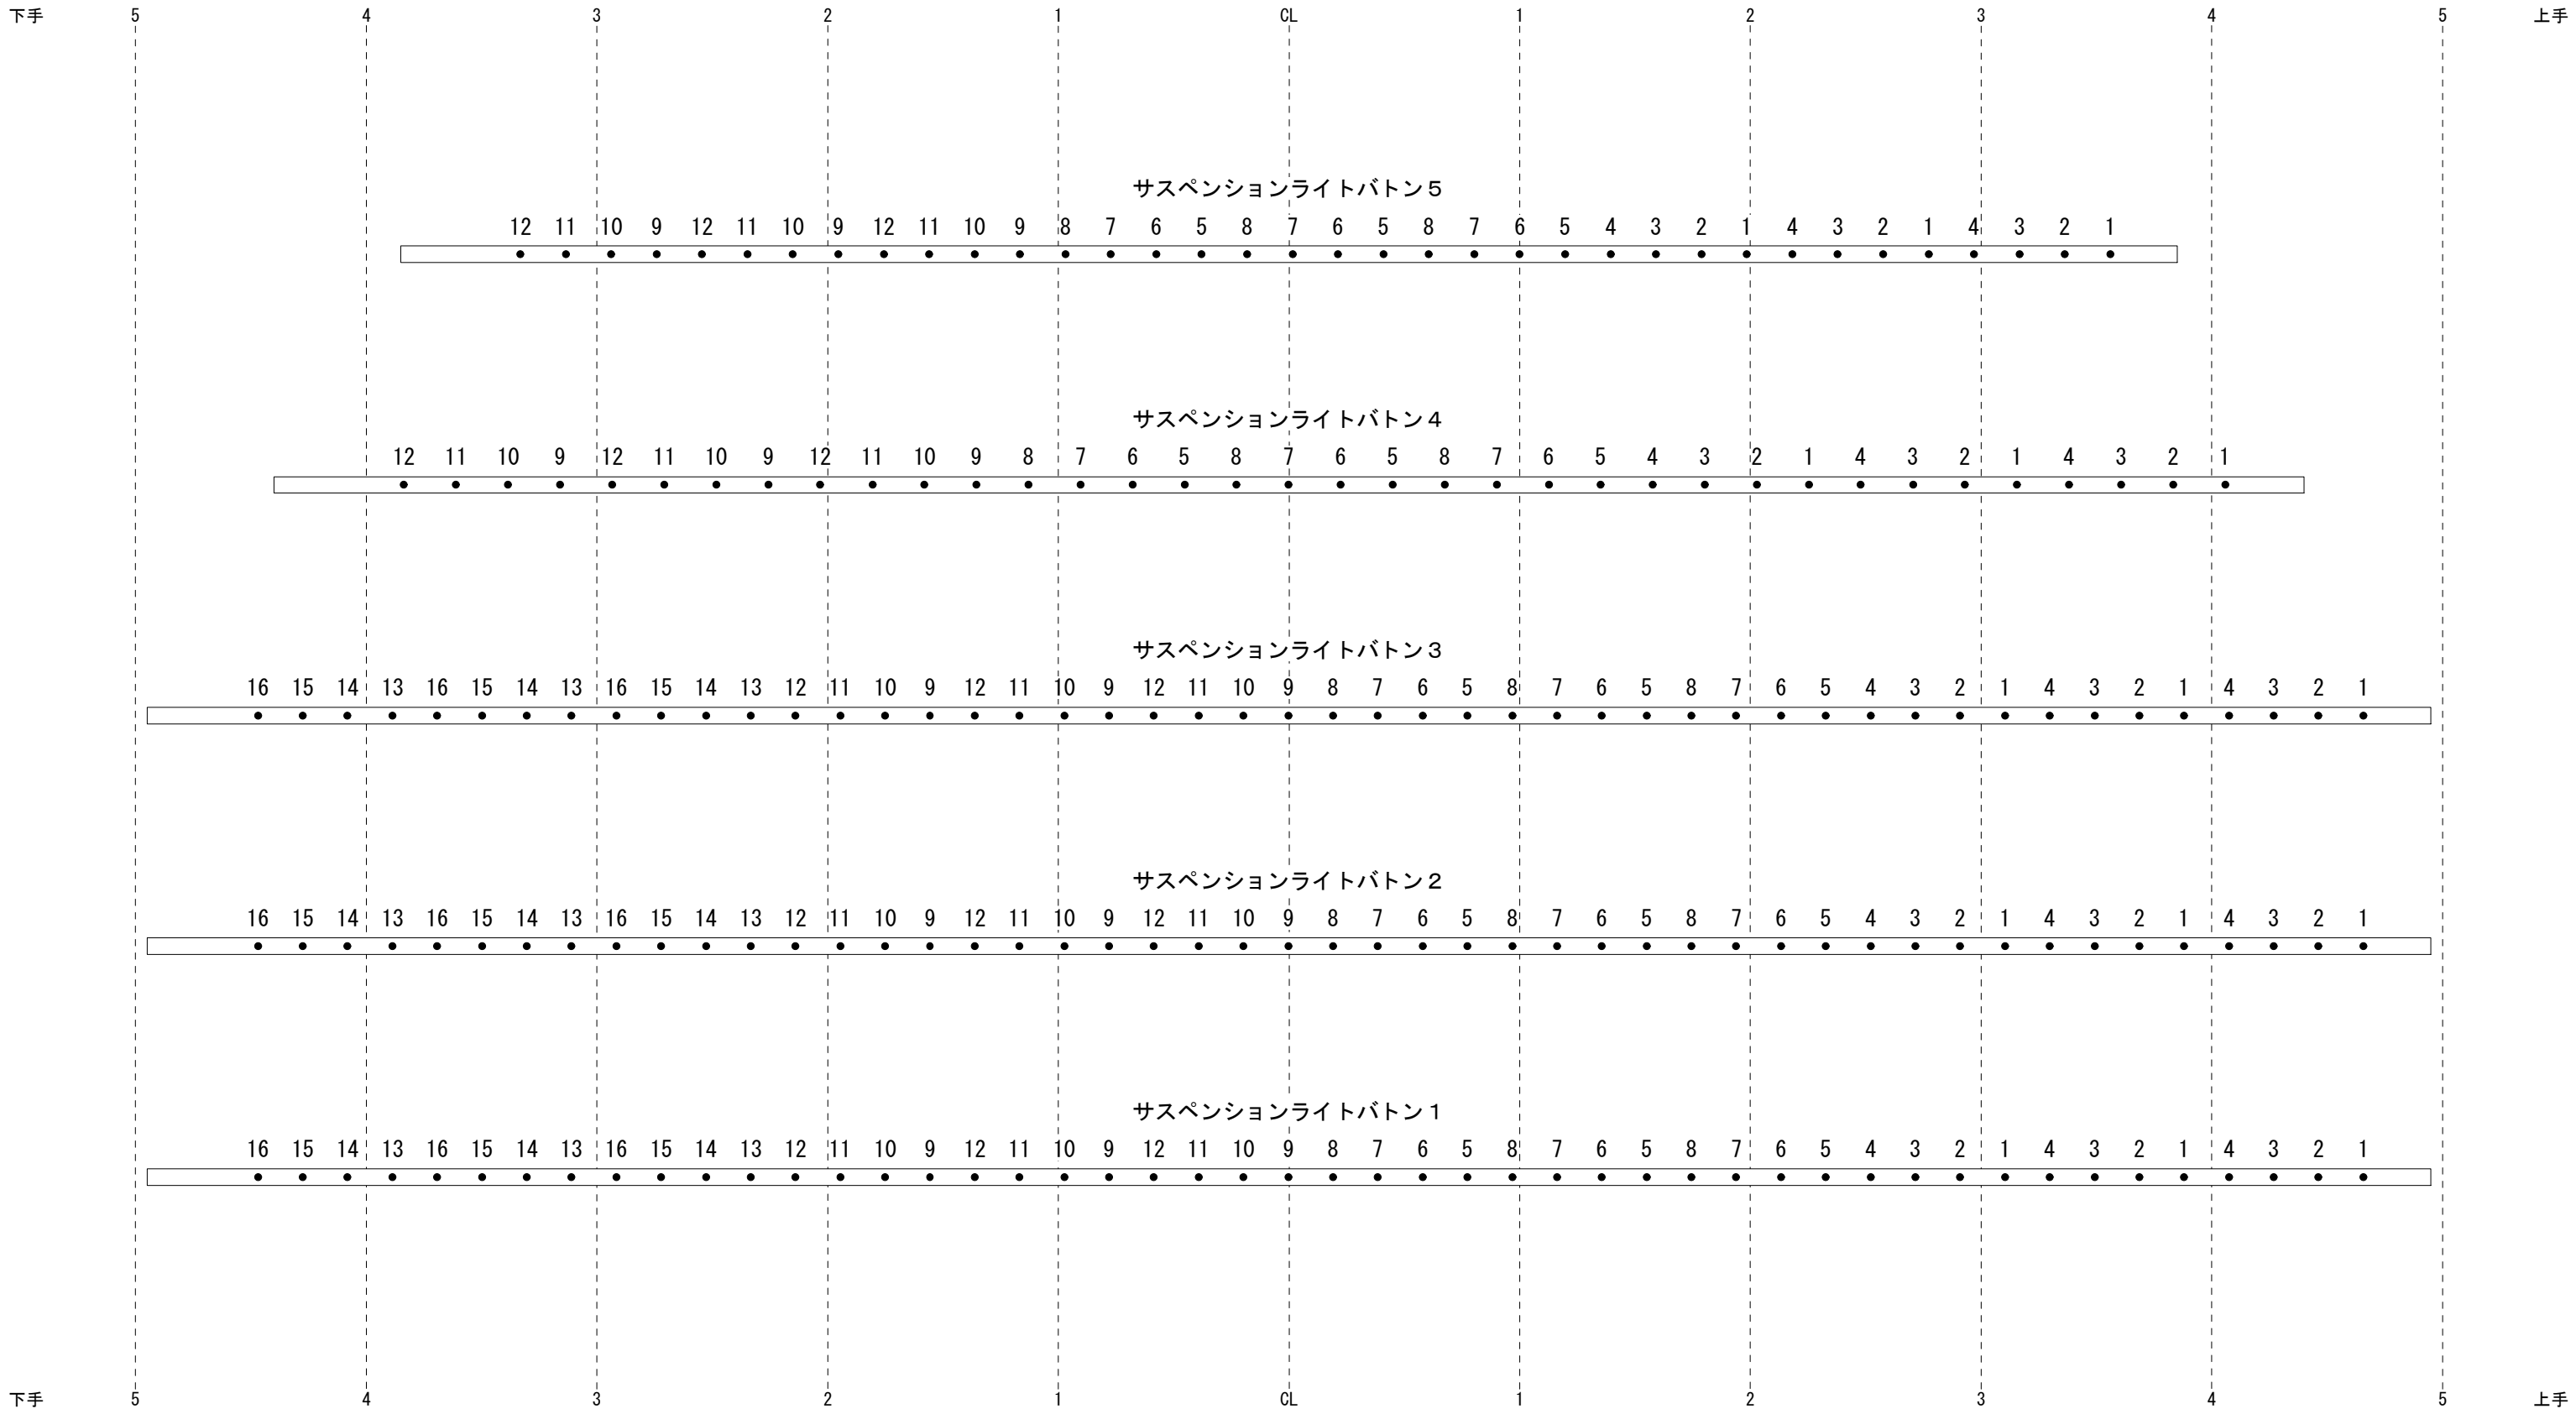 下手 5 4 3 2 1 CL 1 2 3 4 5 上手
サスペンションライトバトン５
12 11 10 9 12 11 10 9 12 11 10 9 8 7 6 5 8 7 6 5 8 7 6 5 4 3 2 1 4 3 2 1 4 3 2 1
サスペンションライトバトン４
12 11 10 9 12 11 10 9 12 11 10 9 8 7 6 5 8 7 6 5 8 7 6 5 4 3 2 1 4 3 2 1 4 3 2 1
サスペンションライトバトン３
16 15 14 13 16 15 14 13 16 15 14 13 12 11 10 9 12 11 10 9 12 11 10 9 8 7 6 5 8 7 6 5 8 7 6 5 4 3 2 1 4 3 2 1 4 3 2 1
サスペンションライトバトン２
16 15 14 13 16 15 14 13 16 15 14 13 12 11 10 9 12 11 10 9 12 11 10 9 8 7 6 5 8 7 6 5 8 7 6 5 4 3 2 1 4 3 2 1 4 3 2 1
サスペンションライトバトン１
16 15 14 13 16 15 14 13 16 15 14 13 12 11 10 9 12 11 10 9 12 11 10 9 8 7 6 5 8 7 6 5 8 7 6 5 4 3 2 1 4 3 2 1 4 3 2 1
下手 5 4 3 2 1 CL 1 2 3 4 5 上手